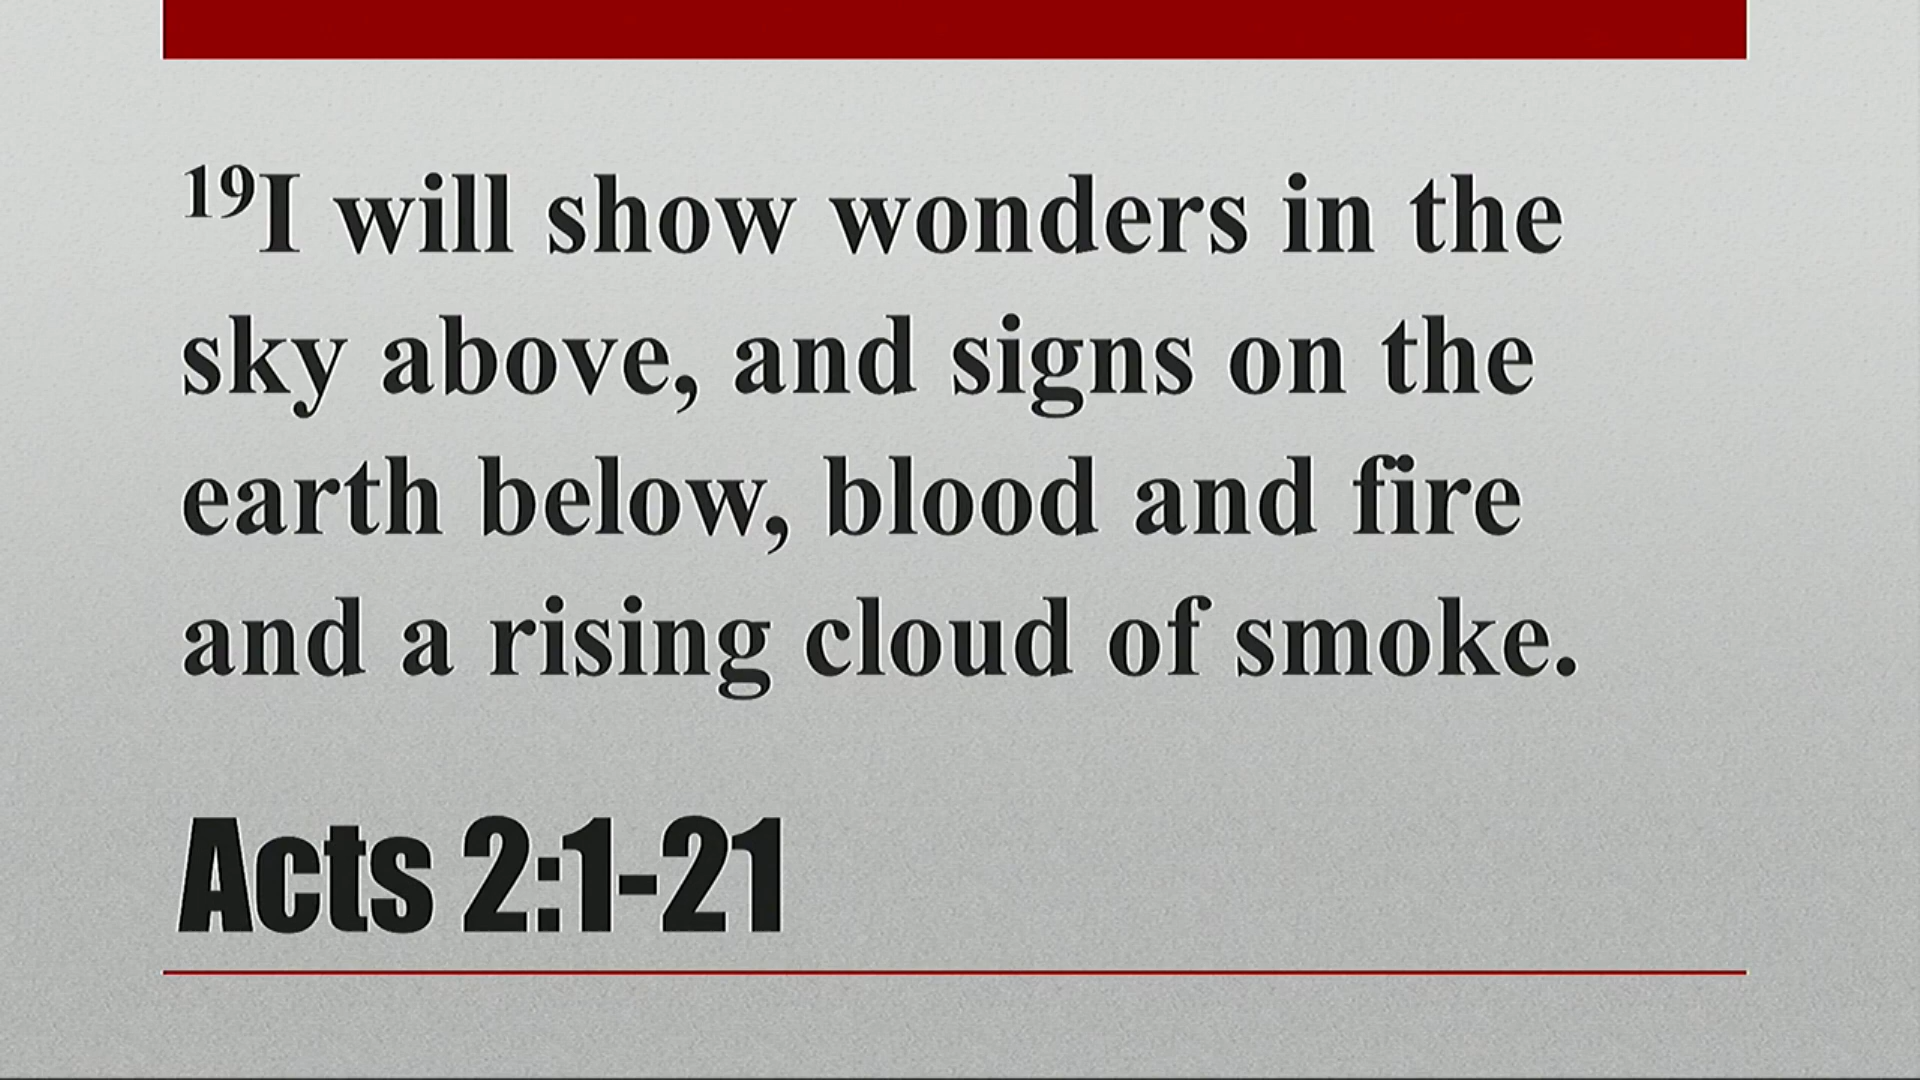 ¹⁹I will show wonders in the
sky above, and signs on the
earth below, blood and fire
and a rising cloud of smoke.
Acts 2:1-21